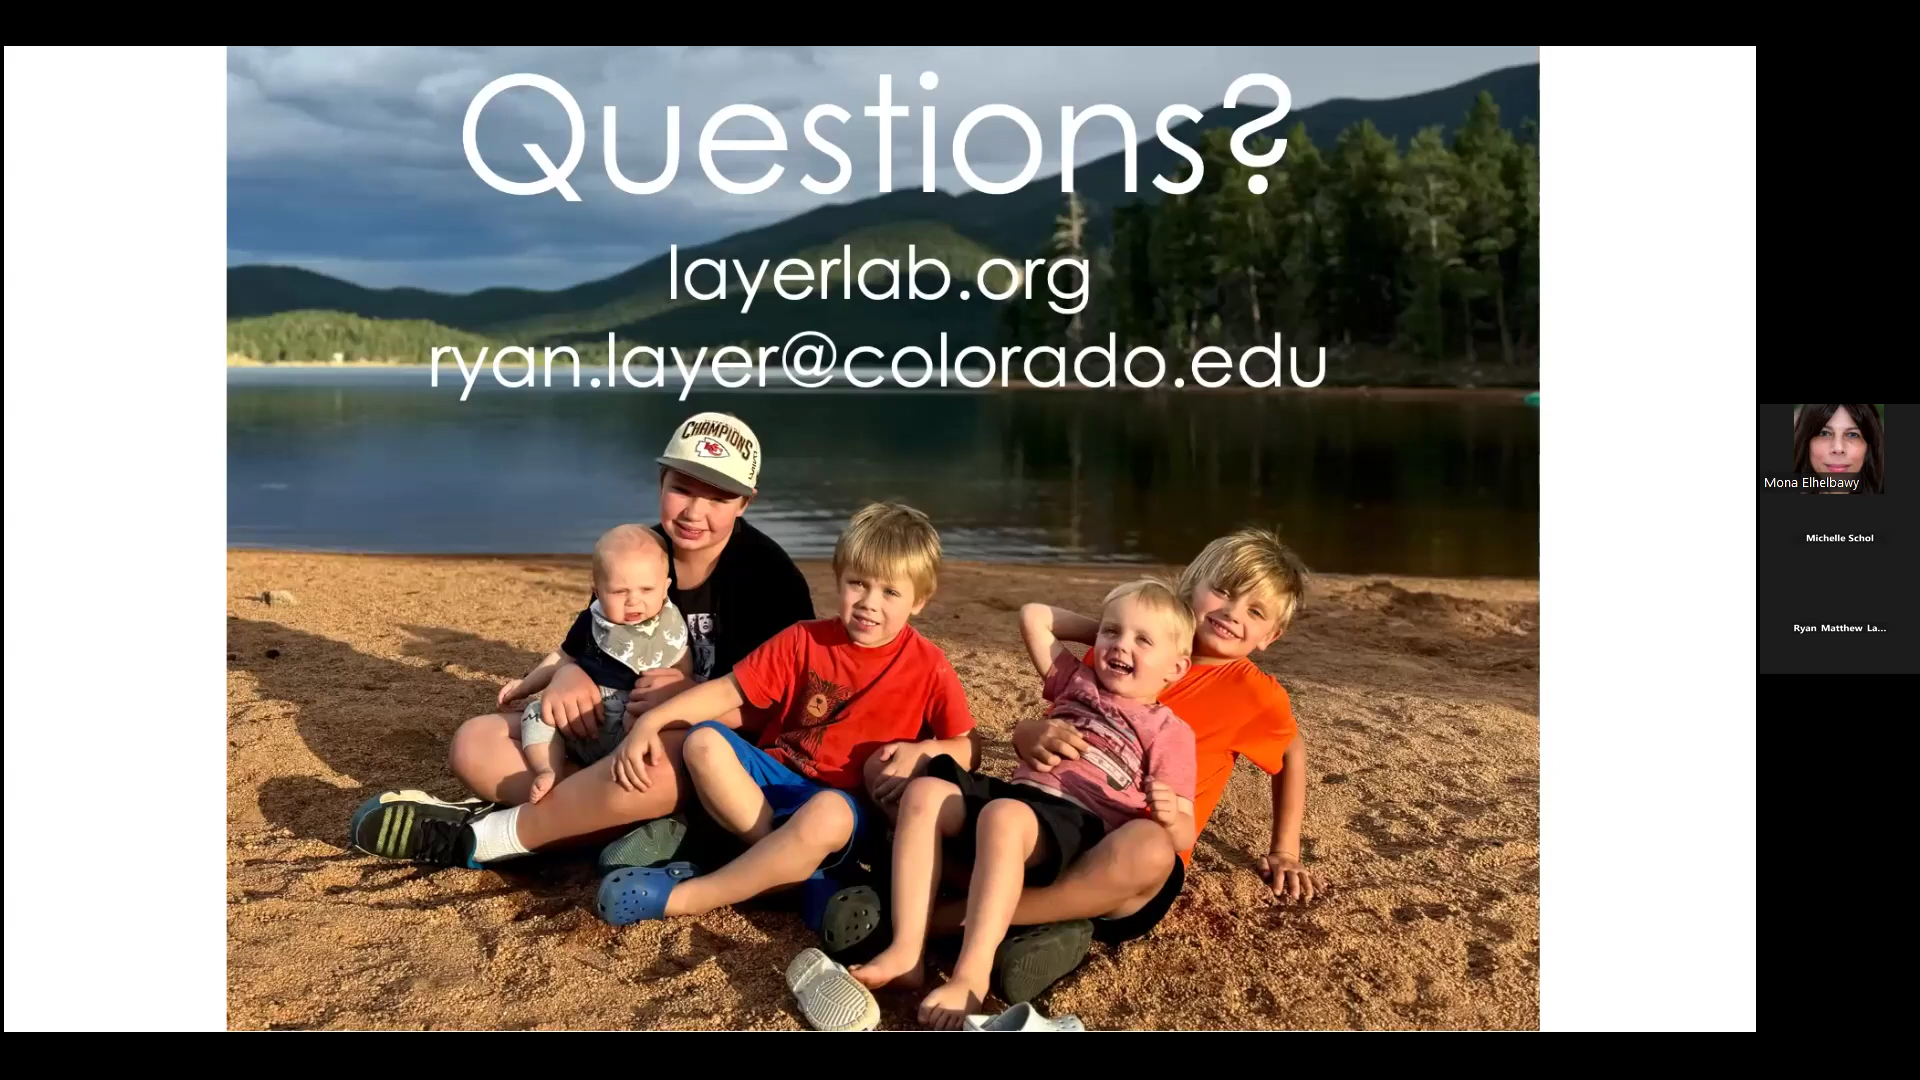 Questions?
layerlab.org
ryan.layer@colorado.edu
CHAMPIONS
KC
Mona Elhelbawy
Michelle Schol
Ryan Matthew La...